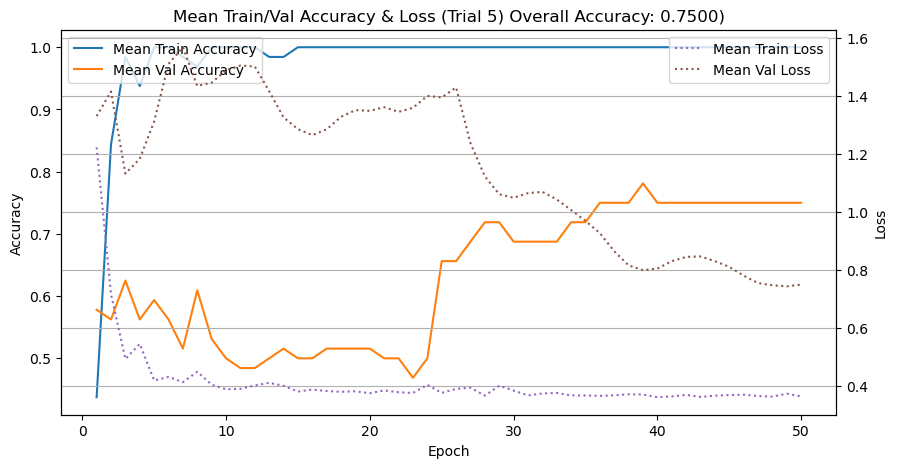 Mean Train/Val Accuracy & Loss (Trial 5) Overall Accuracy: 0.7500)
Mean Train Accuracy
Mean Val Accuracy
Mean Train Loss
Mean Val Loss
Accuracy
1.0
0.9
0.8
0.7
0.6
0.5
Loss
1.6
1.4
1.2
1.0
0.8
0.6
0.4
0
10
20
30
40
50
Epoch